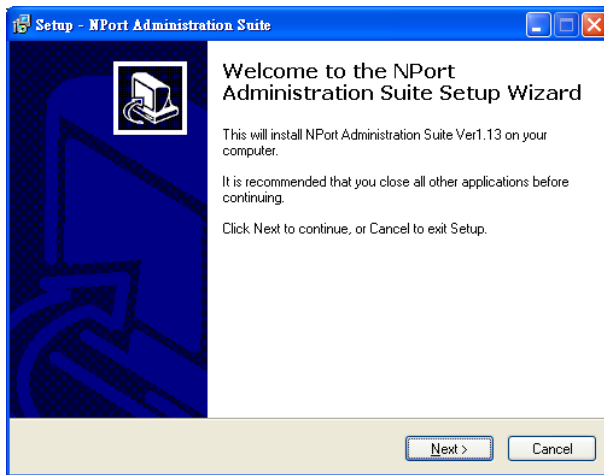 Setup - NPort Administration Suite
Welcome to the NPort
Administration Suite Setup Wizard
This will install NPort Administration Suite Ver1.13 on your
computer.
It is recommended that you close all other applications before
continuing.
Click Next to continue, or Cancel to exit Setup.
Next >
Cancel